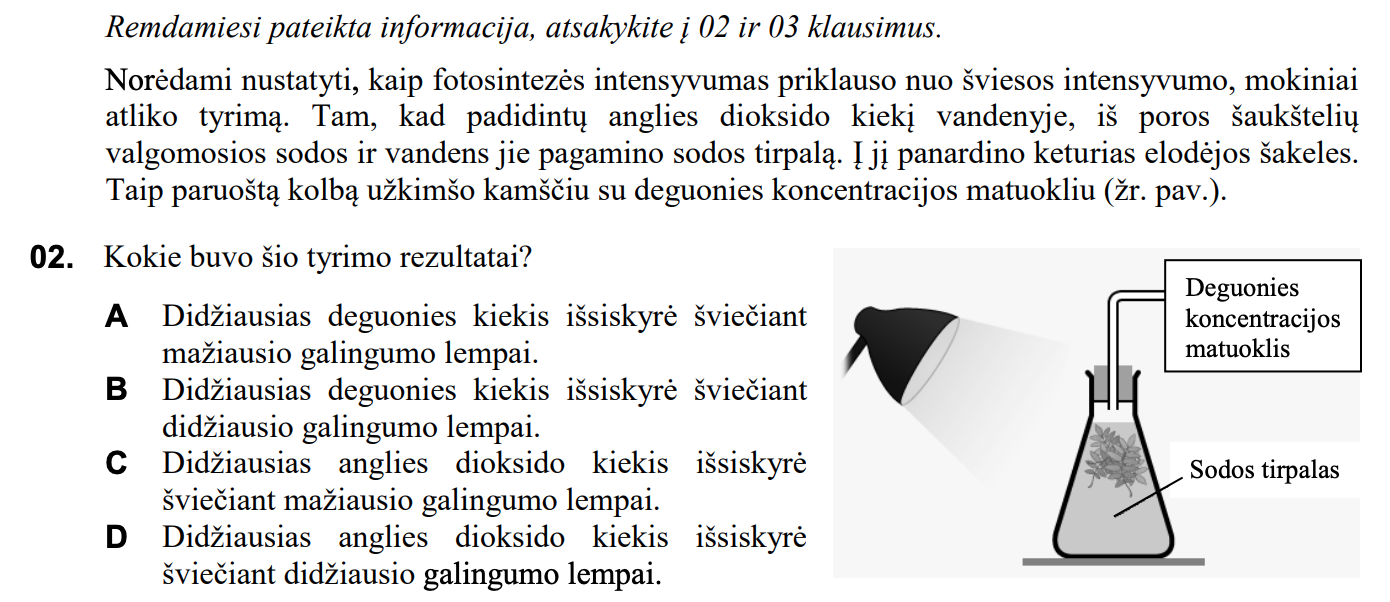 Remdamiesi pateikta informacija, atsakykite į 02 ir 03 klausimus.
Norėdami nustatyti, kaip fotosintezės intensyvumas priklauso nuo šviesos intensyvumo, mokiniai
atliko tyrimą. Tam, kad padidintų anglies dioksido kiekį vandenyje, iš poros šaukštelių
valgomosios sodos ir vandens jie pagamino sodos tirpalą. Į jį panardino keturias elodėjos šakeles.
Taip paruoštą kolbą užkimšo kamščiu su deguonies koncentracijos matuokliu (žr. pav.).
02. Kokie buvo šio tyrimo rezultatai?
A Didžiausias deguonies kiekis išsiskyrė šviečiant
mažiausio galingumo lempai.
B Didžiausias deguonies kiekis išsiskyrė šviečiant
didžiausio galingumo lempai.
C Didžiausias anglies dioksido kiekis išsiskyrė
šviečiant mažiausio galingumo lempai.
D Didžiausias anglies dioksido kiekis išsiskyrė
šviečiant didžiausio galingumo lempai.
Deguonies
koncentracijos
matuoklis
Sodos tirpalas